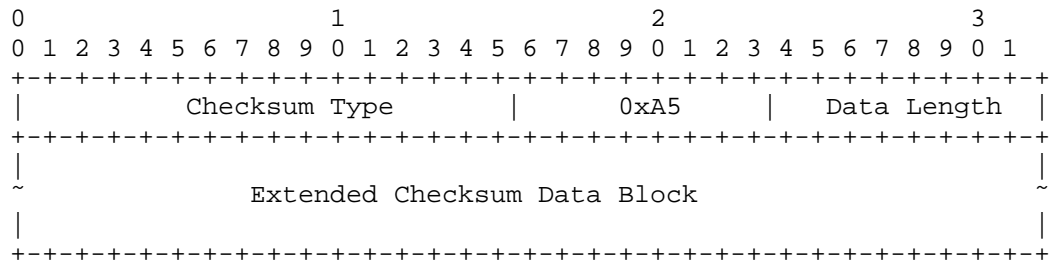 0                   1                   2                   3
0 1 2 3 4 5 6 7 8 9 0 1 2 3 4 5 6 7 8 9 0 1 2 3 4 5 6 7 8 9 0 1
+-+-+-+-+-+-+-+-+-+-+-+-+-+-+-+-+-+-+-+-+-+-+-+-+-+-+-+-+-+-+-+-+
|          Checksum Type        |      0xA5     |   Data Length |
+-+-+-+-+-+-+-+-+-+-+-+-+-+-+-+-+-+-+-+-+-+-+-+-+-+-+-+-+-+-+-+-+
|                                                               |
~              Extended Checksum Data Block                     ~
|                                                               |
+-+-+-+-+-+-+-+-+-+-+-+-+-+-+-+-+-+-+-+-+-+-+-+-+-+-+-+-+-+-+-+-+